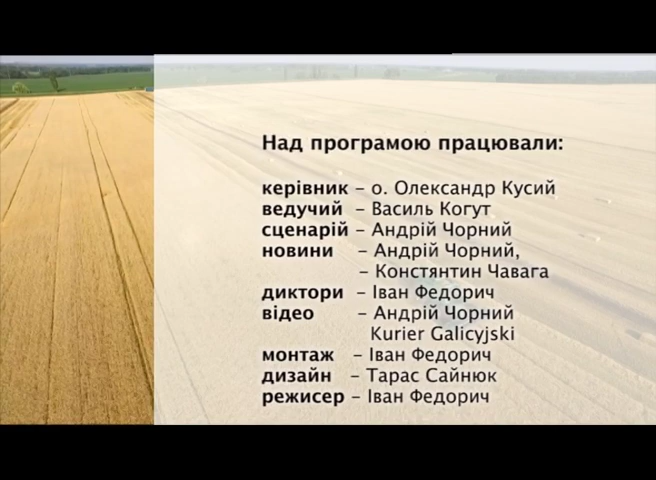 Над програмою працювали:
керівник – о. Олександр Кусий
ведучий – Василь Когут
сценарій – Андрій Чорний
новини – Андрій Чорний,
– Констянтин Чавага
диктори – Іван Федорич
відео – Андрій Чорний
Kurier Galicyjski
монтаж – Іван Федорич
дизайн – Тарас Сайнюк
режисер – Іван Федорич